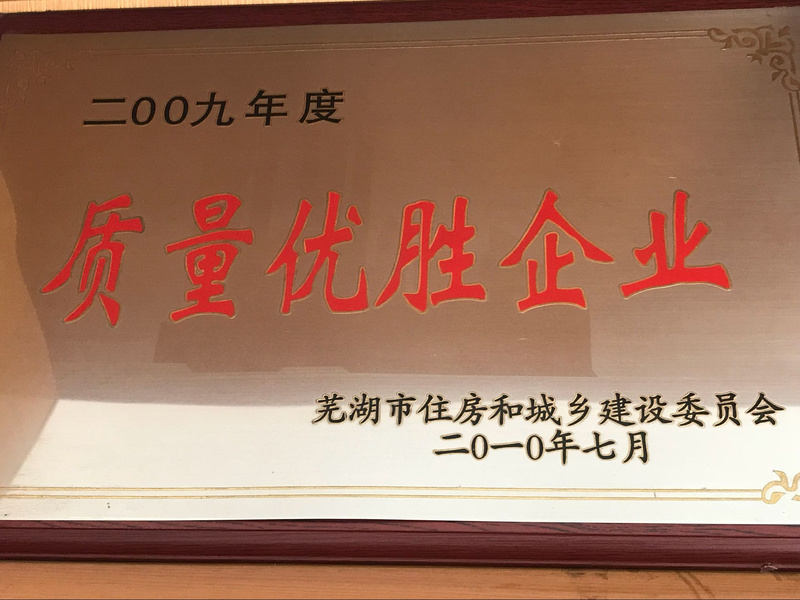 二00九年度
质量优胜企业
芜湖市住房和城乡建设委员会
二0一0年七月